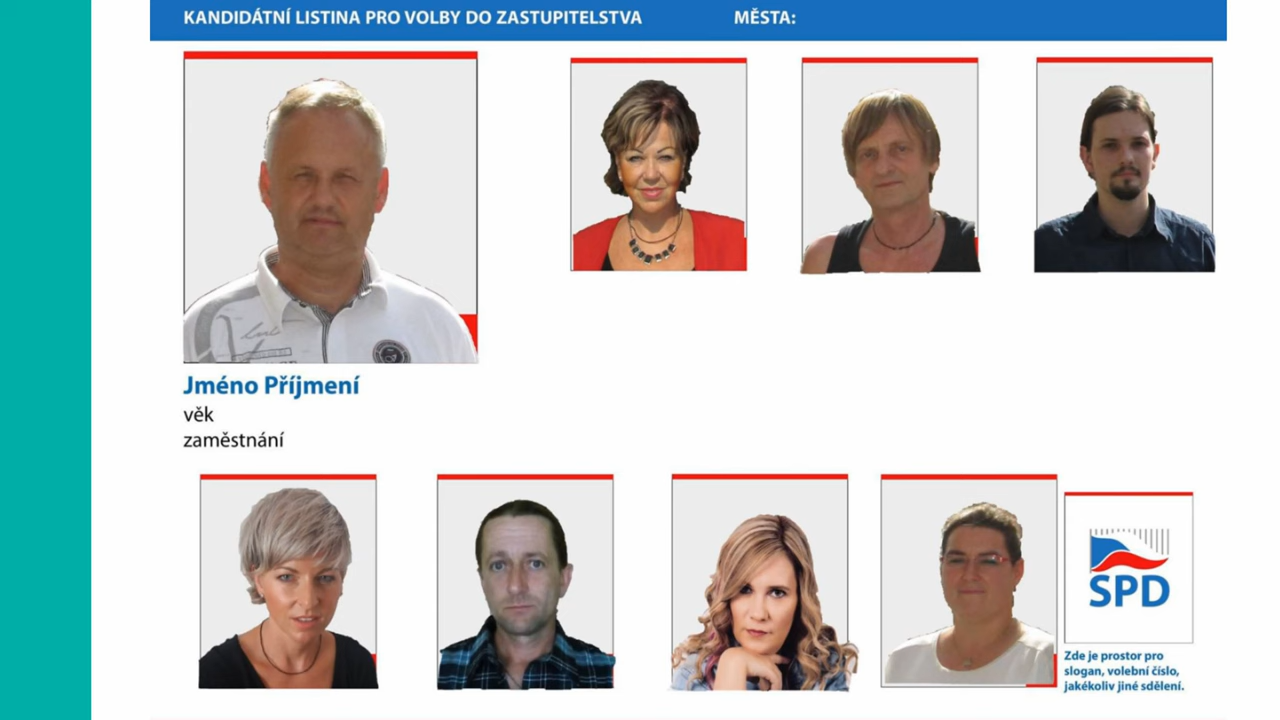 KANDIDÁTNÍ LISTINA PRO VOLBY DO ZASTUPITELSTVA MĚSTA:
Jméno Příjmení
věk
zaměstnání
SPD
Zde je prostor pro
slogan, volební číslo,
jakékoliv jiné sdělení.